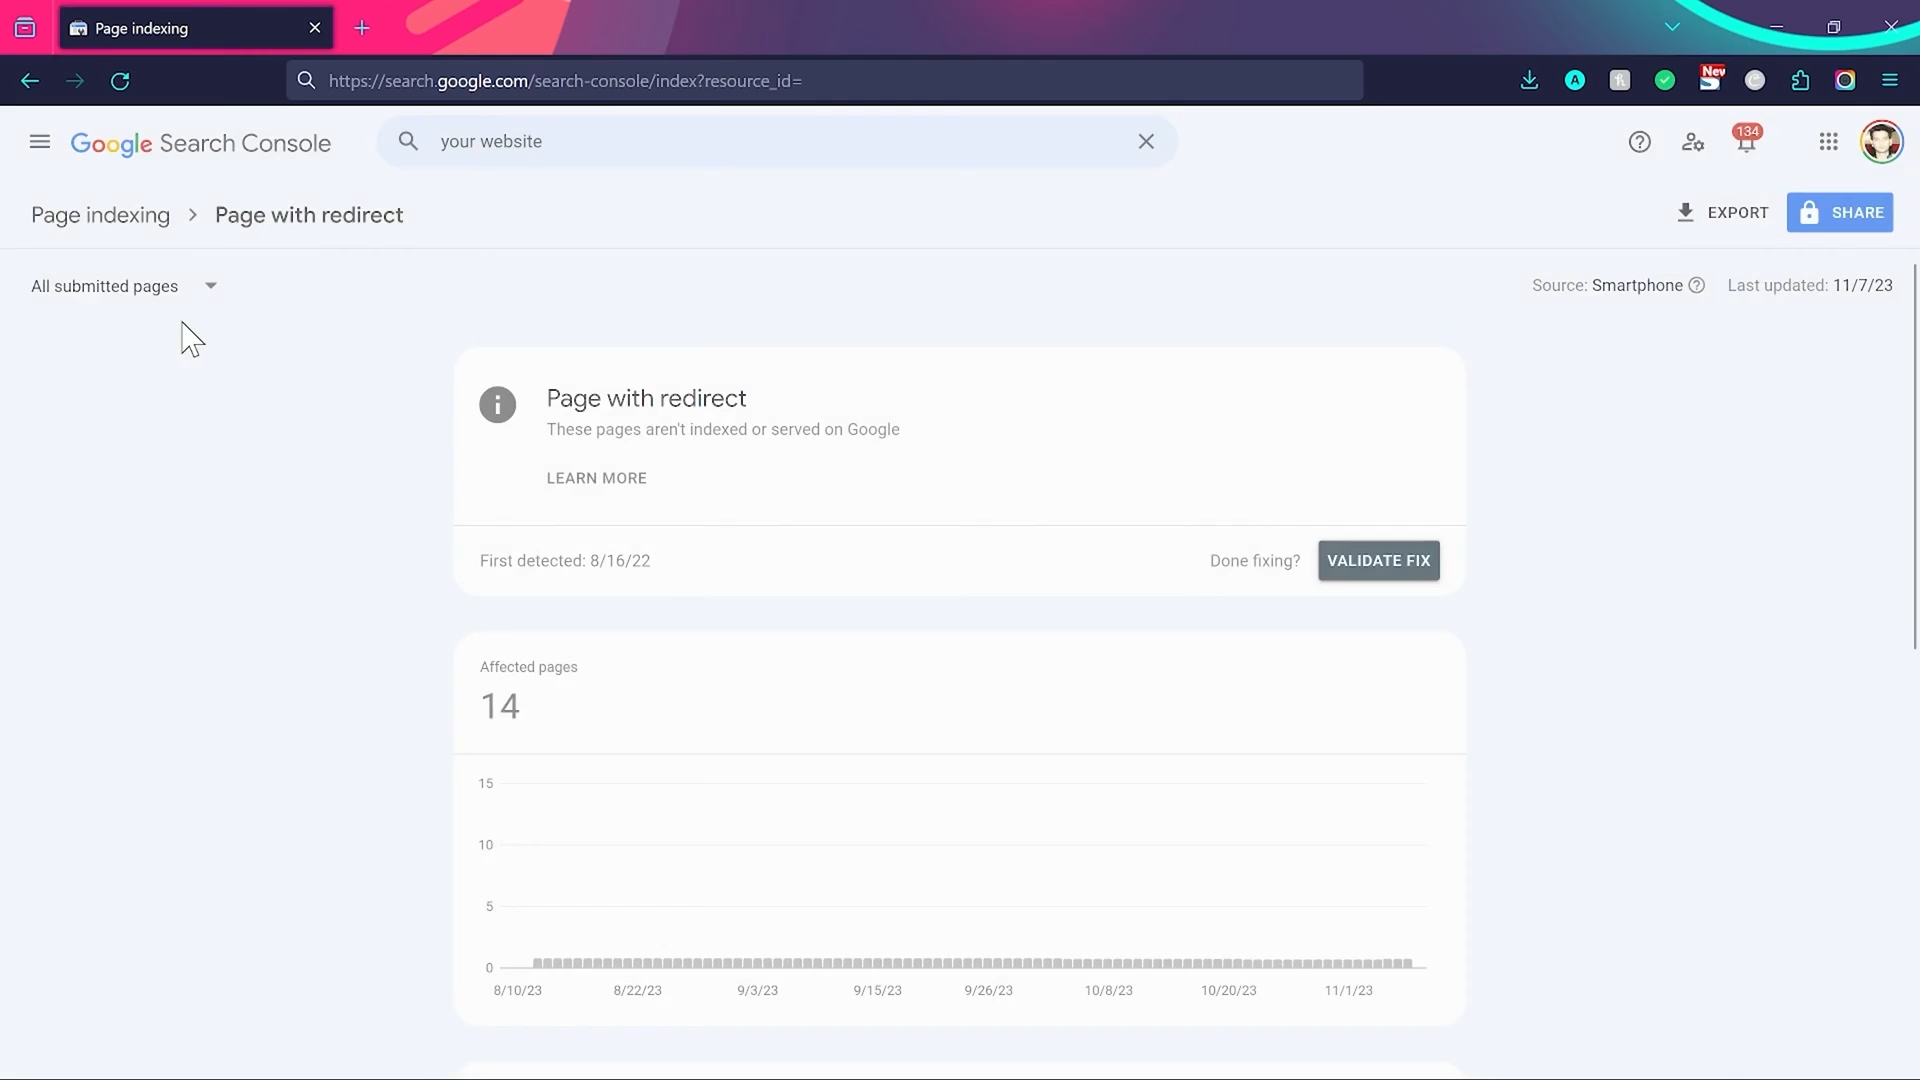 Page indexing
https://search.google.com/search-console/index?resource_id=
A
New
Google Search Console
your website
134
Page indexing > Page with redirect
EXPORT
SHARE
All submitted pages
Source: Smartphone
Last updated: 11/7/23
Page with redirect
These pages aren't indexed or served on Google
LEARN MORE
First detected: 8/16/22
Done fixing?
VALIDATE FIX
Affected pages
14
15
10
5
0
8/10/23 8/22/23 9/3/23 9/15/23 9/26/23 10/8/23 10/20/23 11/1/23